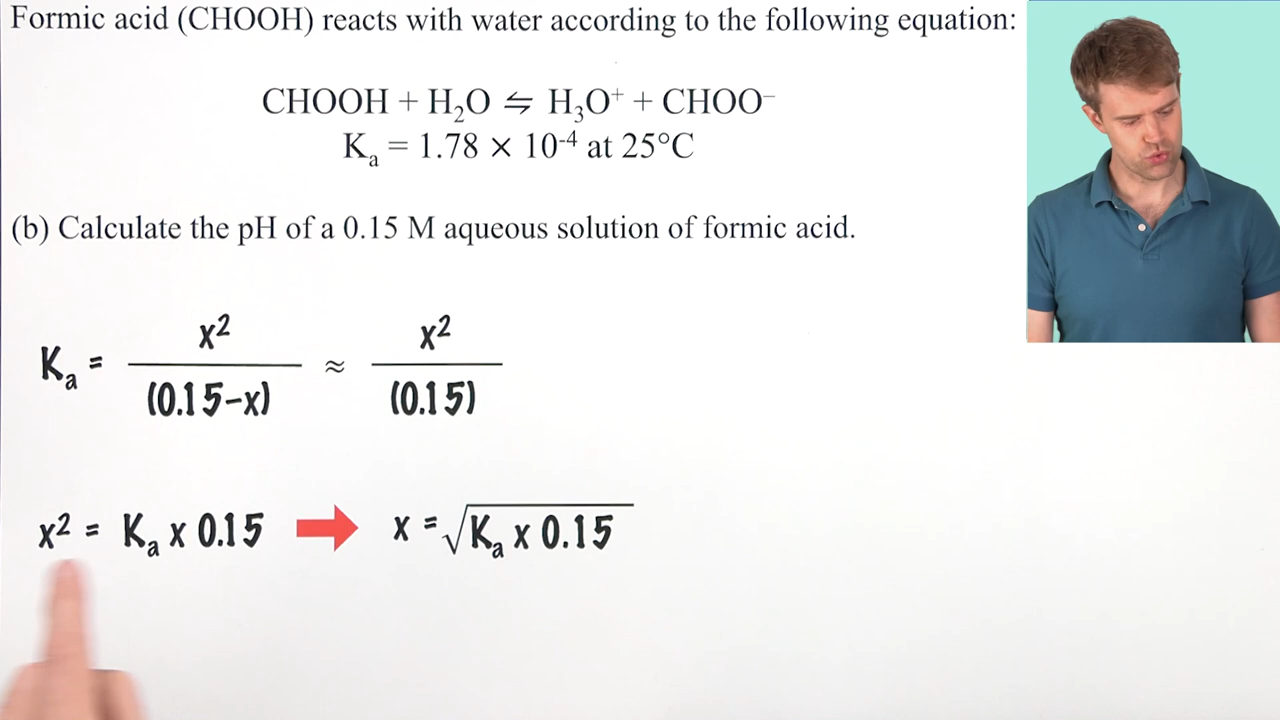 Formic acid (CHOOH) reacts with water according to the following equation:
CHOOH + H₂O ⇋ H₃O⁺ + CHOO⁻
Kₐ = 1.78 × 10⁻⁴ at 25°C
(b) Calculate the pH of a 0.15 M aqueous solution of formic acid.
Kₐ = x² / (0.15-x) ≈ x² / (0.15)
x² = Kₐ x 0.15 → x = √(Kₐ x 0.15)